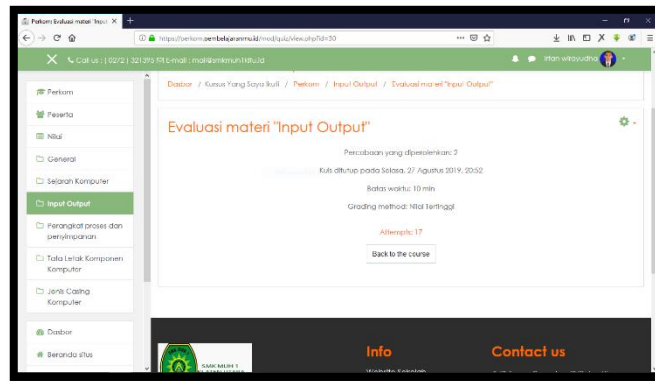 Perkom: Evaluasi materi "Input
https://perkom.pembelajaranmu.id/mod/quiz/view.php?id=30
Call us : (0272) 321395 E-mail : mail@smkmuh1klu.id
irfan wirayudha
Perkom
Peserta
Nilai
General
Sejarah Komputer
Input Output
Perangkat proses dan
penyimpanan
Tata Letak Komponen
Komputer
Jenis Casing
Komputer
Dasbor
Beranda situs
Dasbor / Kursus Yang Saya Ikuti / Perkom / Input Output / Evaluasi materi "Input Output"
Evaluasi materi "Input Output"
Percobaan yang diperolehkan: 2
Kuis ditutup pada Selasa, 27 Agustus 2019, 20:52
Batas waktu: 10 min
Grading method: Nilai Tertinggi
Attempts: 17
Back to the course
SMK MUH 1
Info
Website Sekolah
Contact us